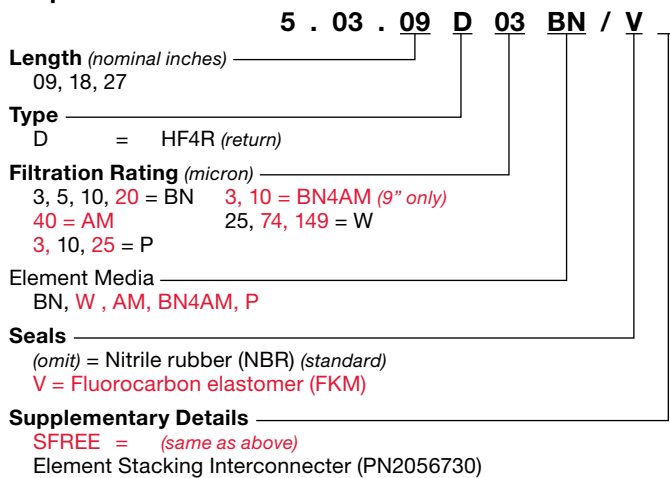 5 . 03 . 09 D 03 BN / V
Length (nominal inches)
09, 18, 27
Type
D = HF4R (return)
Filtration Rating (micron)
3, 5, 10, 20 = BN 3, 10 = BN4AM (9” only)
40 = AM 25, 74, 149 = W
3, 10, 25 = P
Element Media
BN, W , AM, BN4AM, P
Seals
(omit) = Nitrile rubber (NBR) (standard)
V = Fluorocarbon elastomer (FKM)
Supplementary Details
SFREE = (same as above)
Element Stacking Interconnecter (PN2056730)